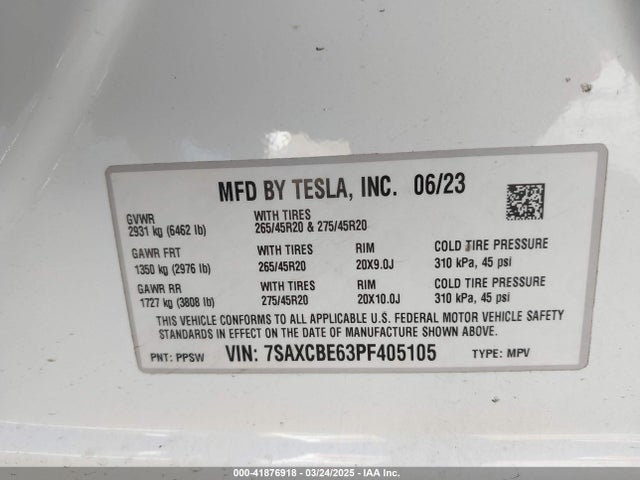 MFD BY TESLA, INC. 06/23
GVWR
2931 kg (6462 lb)
WITH TIRES
265/45R20 & 275/45R20
GAWR FRT
1350 kg (2976 lb)
WITH TIRES
265/45R20
RIM
20X9.0J
COLD TIRE PRESSURE
310 kPa, 45 psi
GAWR RR
1727 kg (3808 lb)
WITH TIRES
275/45R20
RIM
20X10.0J
COLD TIRE PRESSURE
310 kPa, 45 psi
THIS VEHICLE CONFORMS TO ALL APPLICABLE U.S. FEDERAL MOTOR VEHICLE SAFETY
STANDARDS IN EFFECT ON THE DATE OF MANUFACTURE SHOWN ABOVE.
PNT: PPSW VIN: 7SAXCBE63PF405105 TYPE: MPV
000-41876918 - 03/24/2025 - IAA Inc.